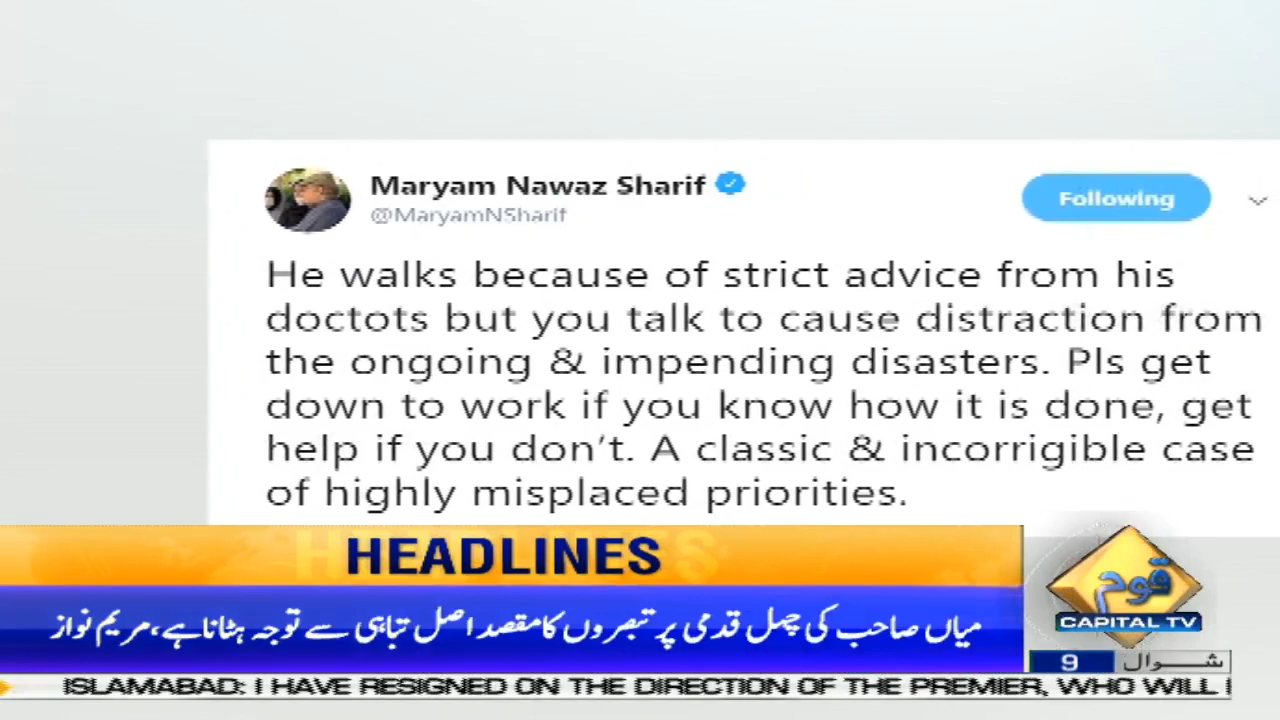 Maryam Nawaz Sharif
@MaryamNSharif
Following
He walks because of strict advice from his
doctots but you talk to cause distraction from
the ongoing & impending disasters. Pls get
down to work if you know how it is done, get
help if you don't. A classic & incorrigible case
of highly misplaced priorities.
HEADLINES
میاں صاحب کی چہل قدمی پر تبصروں کا مقصد اصل تباہی سے توجہ ہٹانا ہے، مریم نواز
قوم
CAPITAL TV
9 شوال
ISLAMABAD: I HAVE RESIGNED ON THE DIRECTION OF THE PREMIER, WHO WILL